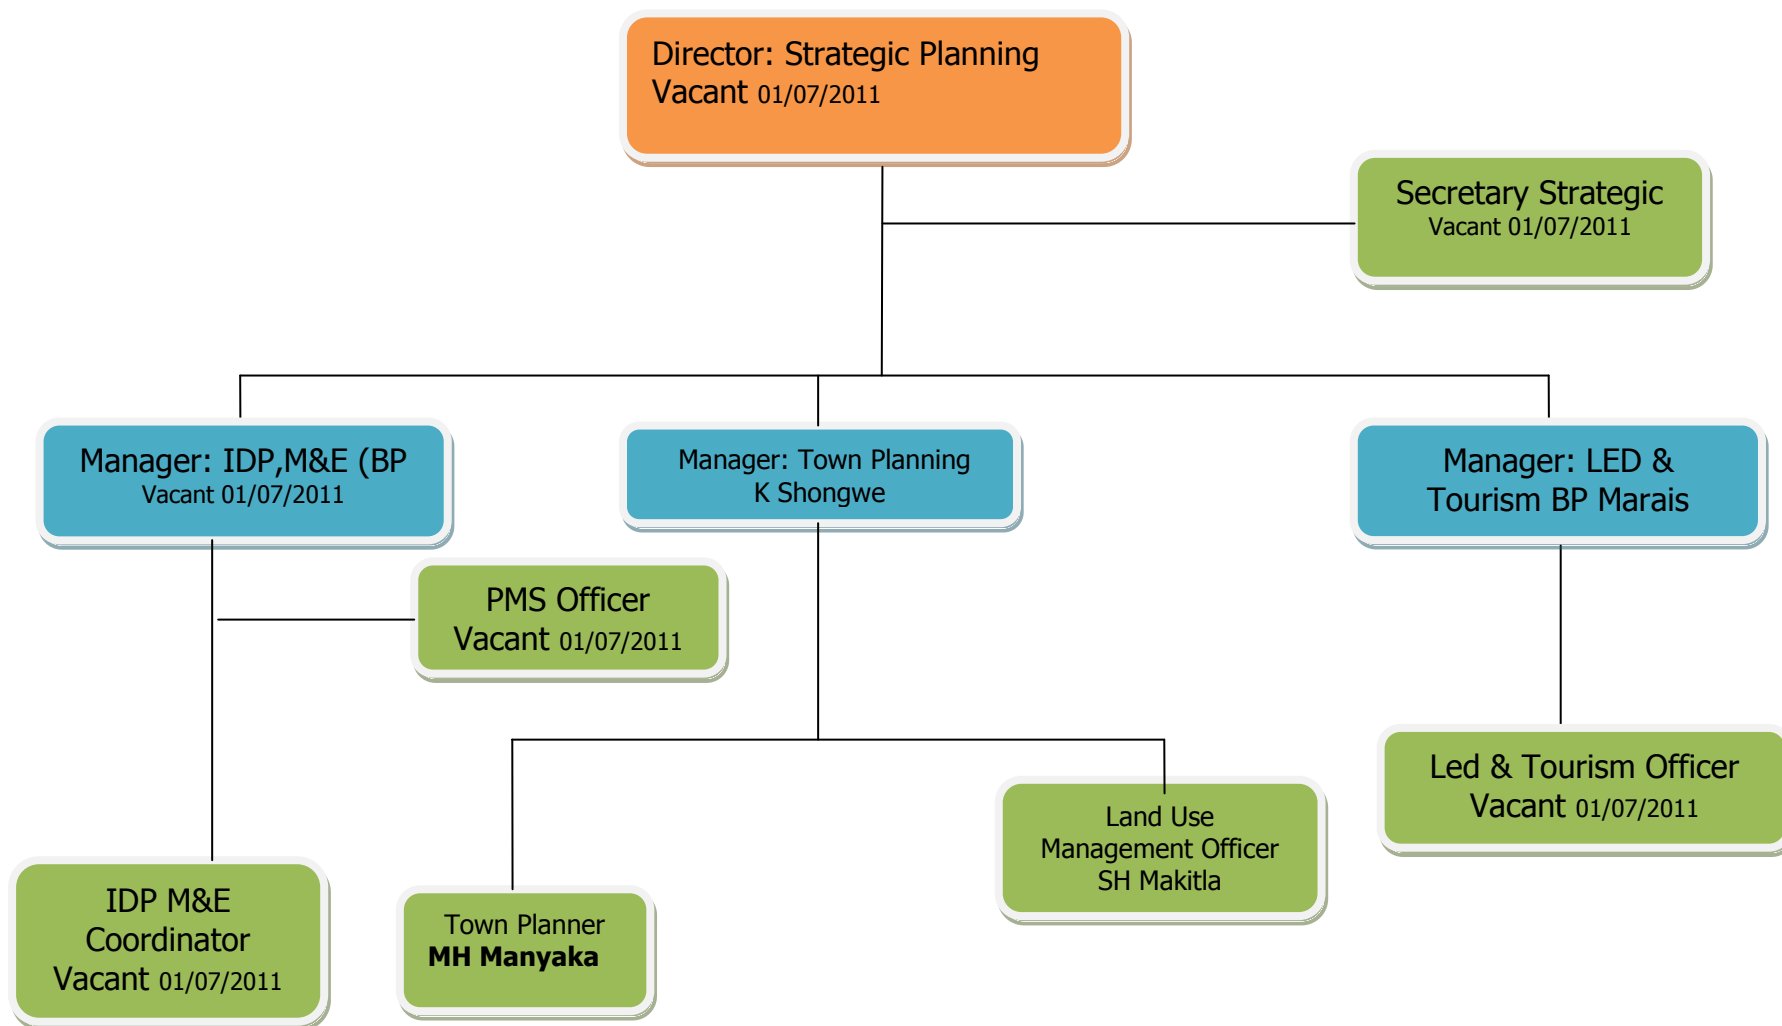 Director: Strategic Planning
Vacant 01/07/2011
Secretary Strategic
Vacant 01/07/2011
Manager: IDP,M&E (BP
Vacant 01/07/2011
Manager: Town Planning
K Shongwe
Manager: LED &
Tourism BP Marais
PMS Officer
Vacant 01/07/2011
Led & Tourism Officer
Vacant 01/07/2011
Land Use
Management Officer
SH Makitla
IDP M&E
Coordinator
Vacant 01/07/2011
Town Planner
MH Manyaka